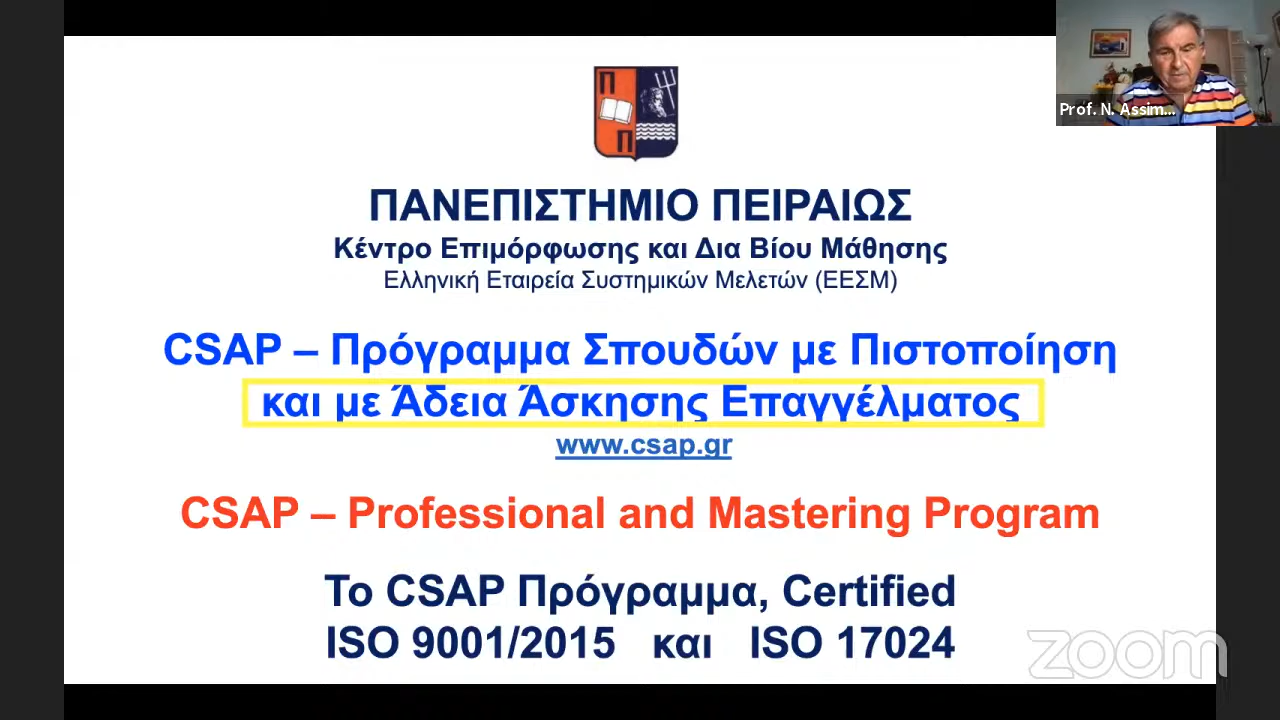 Prof. N. Assim...
Π
Π
ΠΑΝΕΠΙΣΤΗΜΙΟ ΠΕΙΡΑΙΩΣ
Κέντρο Επιμόρφωσης και Δια Βίου Μάθησης
Ελληνική Εταιρεία Συστημικών Μελετών (ΕΕΣΜ)
CSAP – Πρόγραμμα Σπουδών με Πιστοποίηση
και με Άδεια Άσκησης Επαγγέλματος
www.csap.gr
CSAP – Professional and Mastering Program
Το CSAP Πρόγραμμα, Certified
ISO 9001/2015 και ISO 17024
zoom